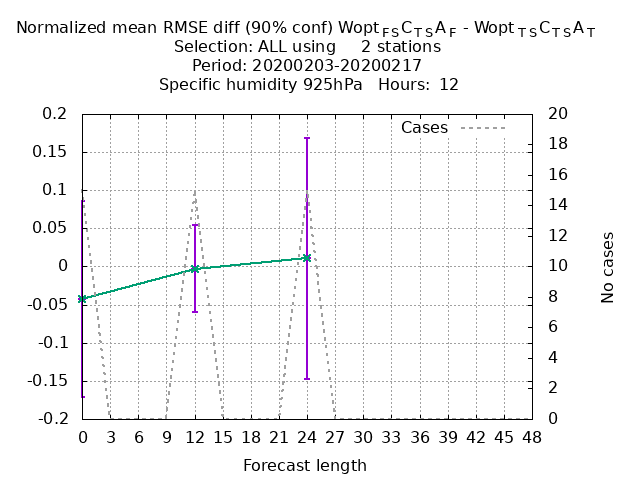 Normalized mean RMSE diff (90% conf) Wopt FS C TS A F - Wopt TS C TS A T
Selection: ALL using 2 stations
Period: 20200203-20200217
Specific humidity 925hPa Hours: 12
0.2
0.15
0.1
0.05
0
-0.05
-0.1
-0.15
-0.2
Cases
20
18
16
14
12
10
8
6
4
2
0
No cases
0 3 6 9 12 15 18 21 24 27 30 33 36 39 42 45 48
Forecast length